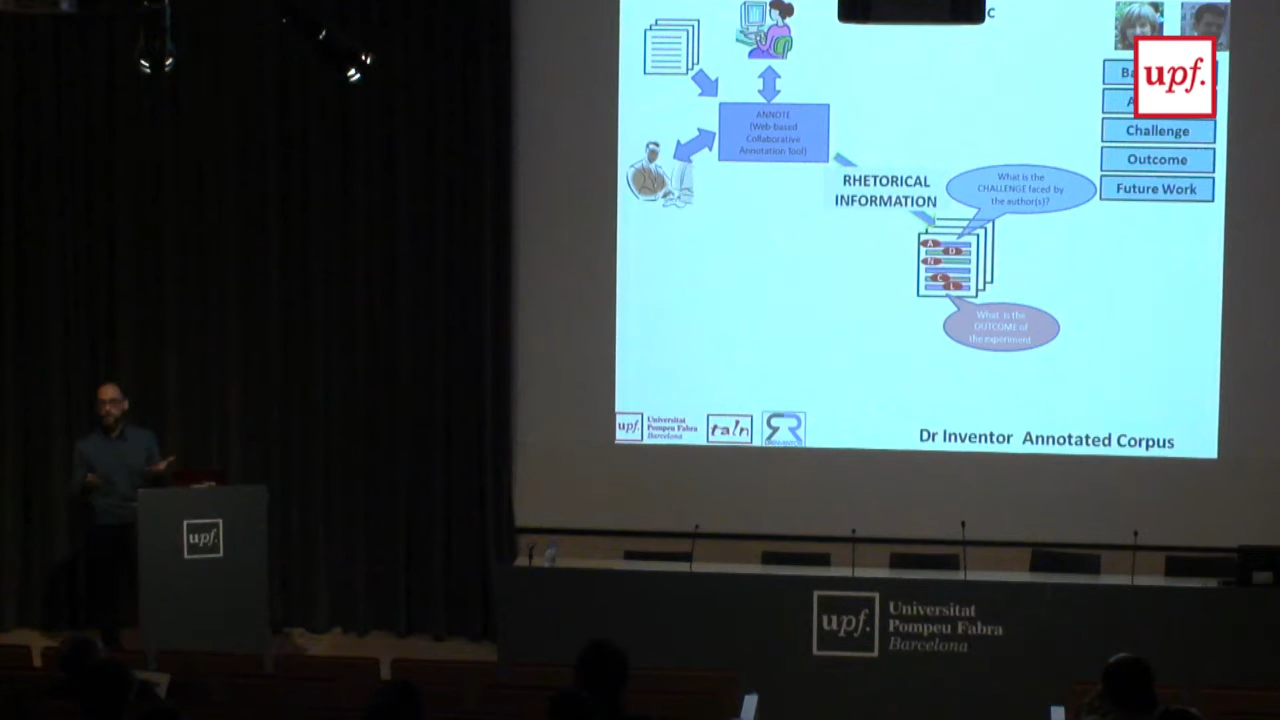 C
upf.
ANNOTE
(Web-based
Collaborative
Annotation Tool)
RHETORICAL
INFORMATION
What is the
CHALLENGE faced by
the author(s)?
Challenge
Outcome
Future Work
A
D
N
C
L
What is the
OUTCOME of
the experiment
upf.
Universitat
Pompeu Fabra
Barcelona
taln
DRINVENTOR
Dr Inventor Annotated Corpus
upf.
upf.
Universitat
Pompeu Fabra
Barcelona